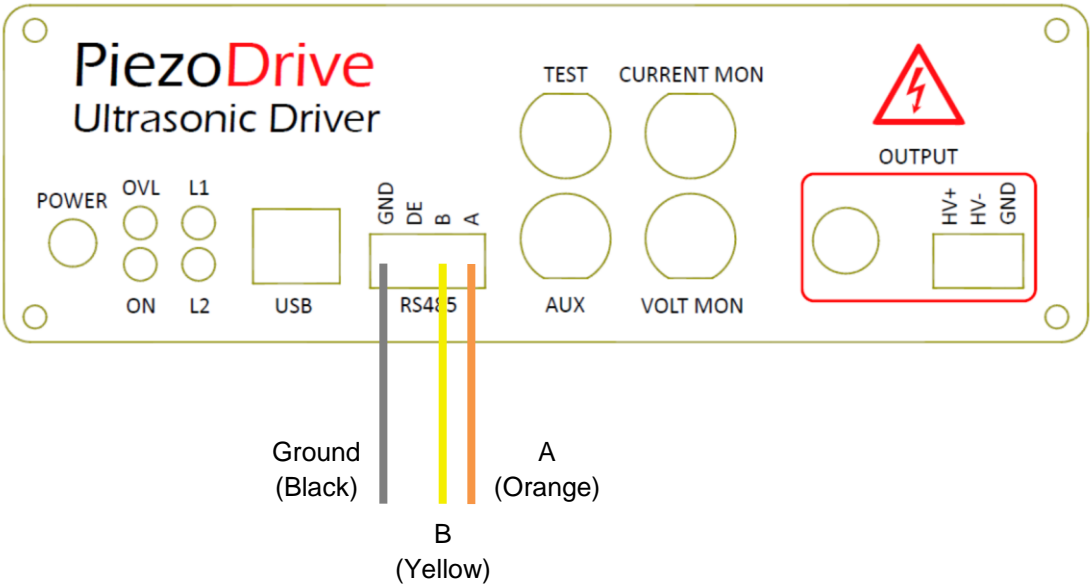 PiezoDrive
Ultrasonic Driver
TEST
CURRENT MON
OUTPUT
POWER
OVL
L1
GND
DE
B
A
HV+
HV-
GND
ON
L2
USB
RS485
AUX
VOLT MON
Ground
(Black)
A
(Orange)
B
(Yellow)